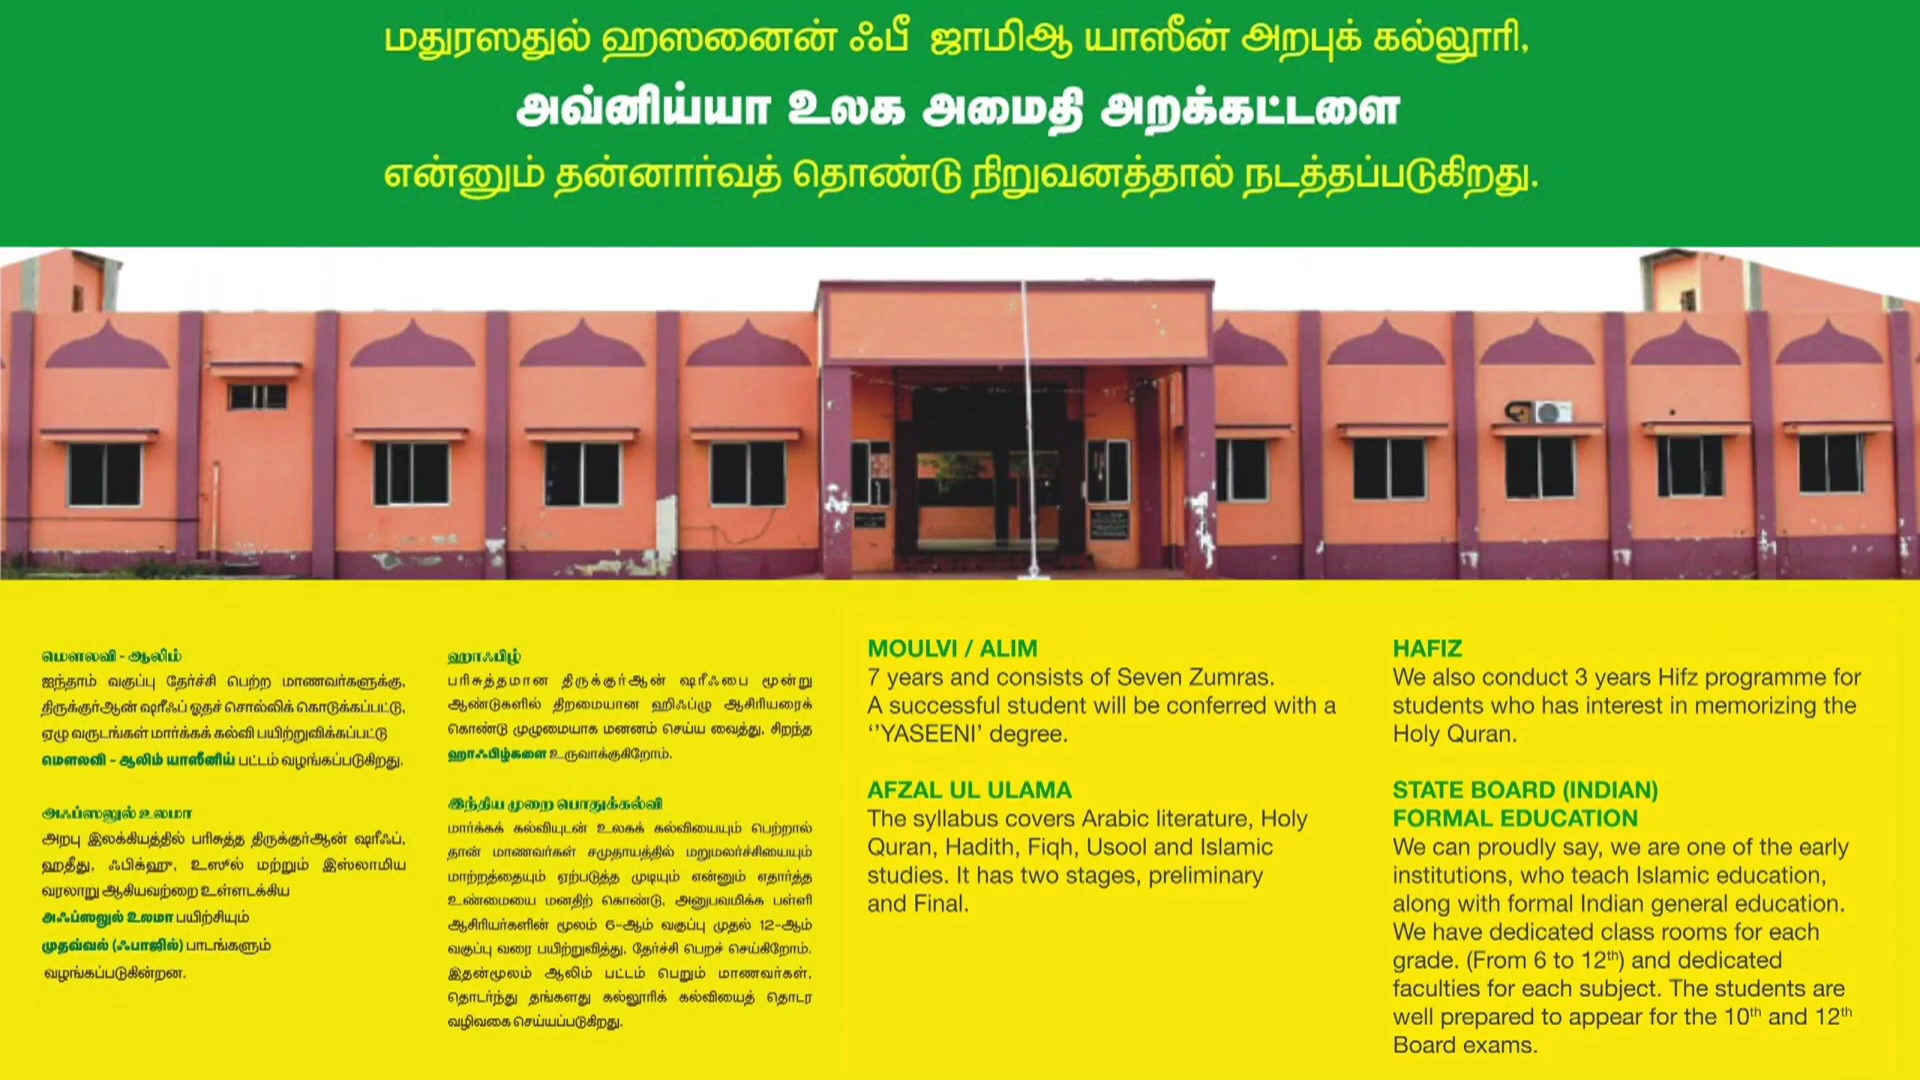 மதுரஸதுல் ஹஸனைன் ஃபீ ஜாமிஆ யாஸீன் அறபுக் கல்லூரி,
அவ்னிய்யா உலக அமைதி அறக்கட்டளை
என்னும் தன்னார்வத் தொண்டு நிறுவனத்தால் நடத்தப்படுகிறது.
மௌலவி - ஆலிம்
ஐந்தாம் வகுப்பு தேர்ச்சி பெற்ற மாணவர்களுக்கு,
திருக்குர்ஆன் ஷரீஃப் ஓதச் சொல்லிக் கொடுக்கப்பட்டு,
ஏழு வருடங்கள் மார்க்கக் கல்வி பயிற்றுவிக்கப்பட்டு
மௌலவி - ஆலிம் யாஸீனிய் பட்டம் வழங்கப்படுகிறது.
அஃப்ஸலுல் உலமா
அறபு இலக்கியத்தில் பரிசுத்த திருக்குர்ஆன் ஷரீஃப்,
ஹதீது, ஃபிக்ஹு, உஸூல் மற்றும் இஸ்லாமிய
வரலாறு ஆகியவற்றை உள்ளடக்கிய
அஃப்ஸலுல் உலமா பயிற்சியும்
முதவ்வல் (ஃபாஜில்) பாடங்களும்
வழங்கப்படுகின்றன.
ஹாஃபிழ்
பரிசுத்தமான திருக்குர்ஆன் ஷரீஃபை மூன்று
ஆண்டுகளில் திறமையான ஹிஃப்ழு ஆசிரியரைக்
கொண்டு முழுமையாக மனனம் செய்ய வைத்து, சிறந்த
ஹாஃபிழ்களை உருவாக்குகிறோம்.
இந்திய முறை பொதுக்கல்வி
மார்க்கக் கல்வியுடன் உலகக் கல்வியையும் பெற்றால்
தான் மாணவர்கள் சமுதாயத்தில் மறுமலர்ச்சியையும்
மாற்றத்தையும் ஏற்படுத்த முடியும் என்னும் எதார்த்த
உண்மையை மனதிற் கொண்டு, அனுபவமிக்க பள்ளி
ஆசிரியர்களின் மூலம் 6-ஆம் வகுப்பு முதல் 12-ஆம்
வகுப்பு வரை பயிற்றுவித்து, தேர்ச்சி பெறச் செய்கிறோம்.
இதன்மூலம் ஆலிம் பட்டம் பெறும் மாணவர்கள்,
தொடர்ந்து தங்களது கல்லூரிக் கல்வியைத் தொடர
வழிவகை செய்யப்படுகிறது.
MOULVI / ALIM
7 years and consists of Seven Zumras.
A successful student will be conferred with a
‘’YASEENI’ degree.
AFZAL UL ULAMA
The syllabus covers Arabic literature, Holy
Quran, Hadith, Fiqh, Usool and Islamic
studies. It has two stages, preliminary
and Final.
HAFIZ
We also conduct 3 years Hifz programme for
students who has interest in memorizing the
Holy Quran.
STATE BOARD (INDIAN)
FORMAL EDUCATION
We can proudly say, we are one of the early
institutions, who teach Islamic education,
along with formal Indian general education.
We have dedicated class rooms for each
grade. (From 6 to 12th) and dedicated
faculties for each subject. The students are
well prepared to appear for the 10th and 12th
Board exams.